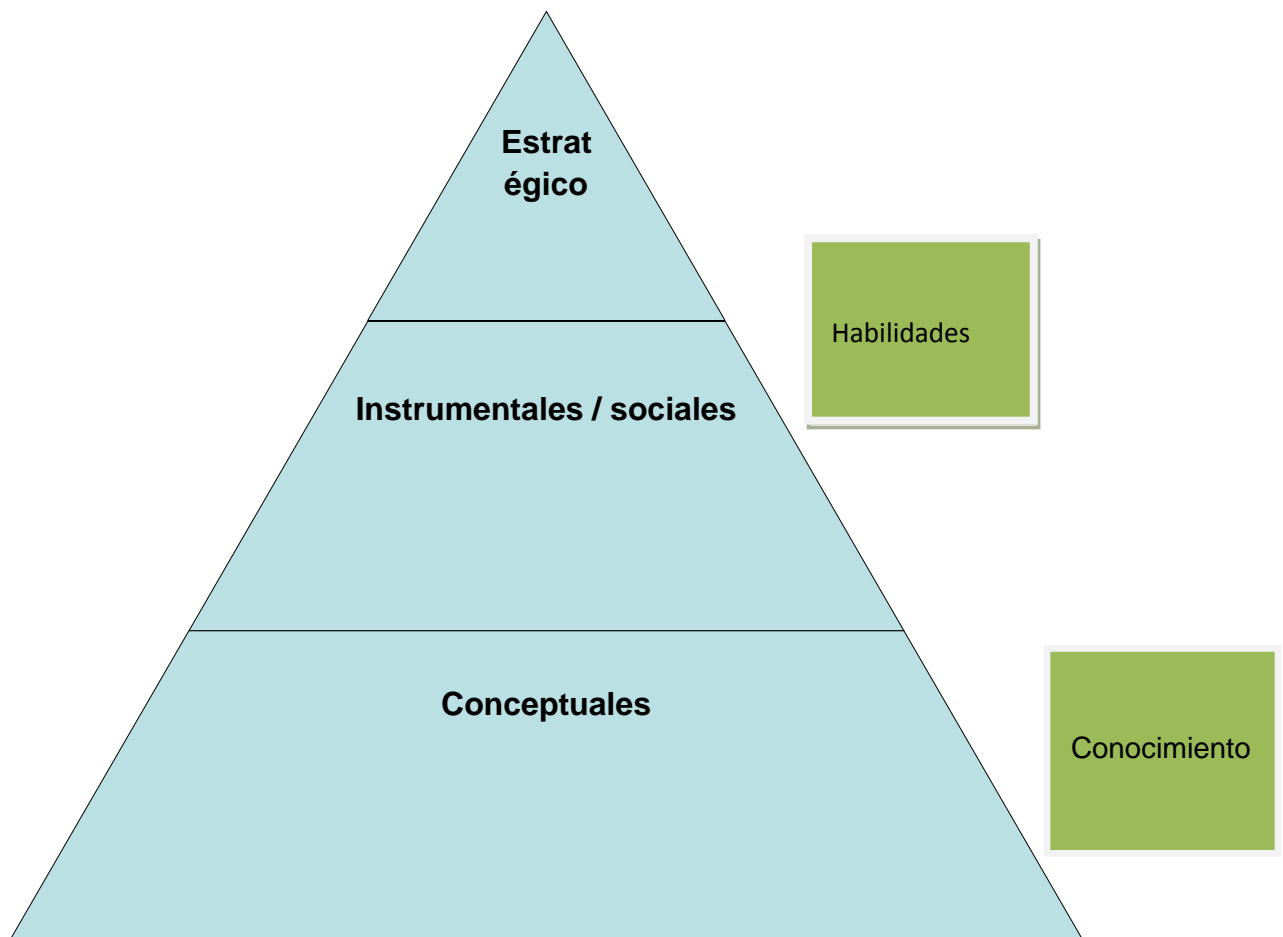 Estrat
égico
Habilidades
Instrumentales / sociales
Conceptuales
Conocimiento